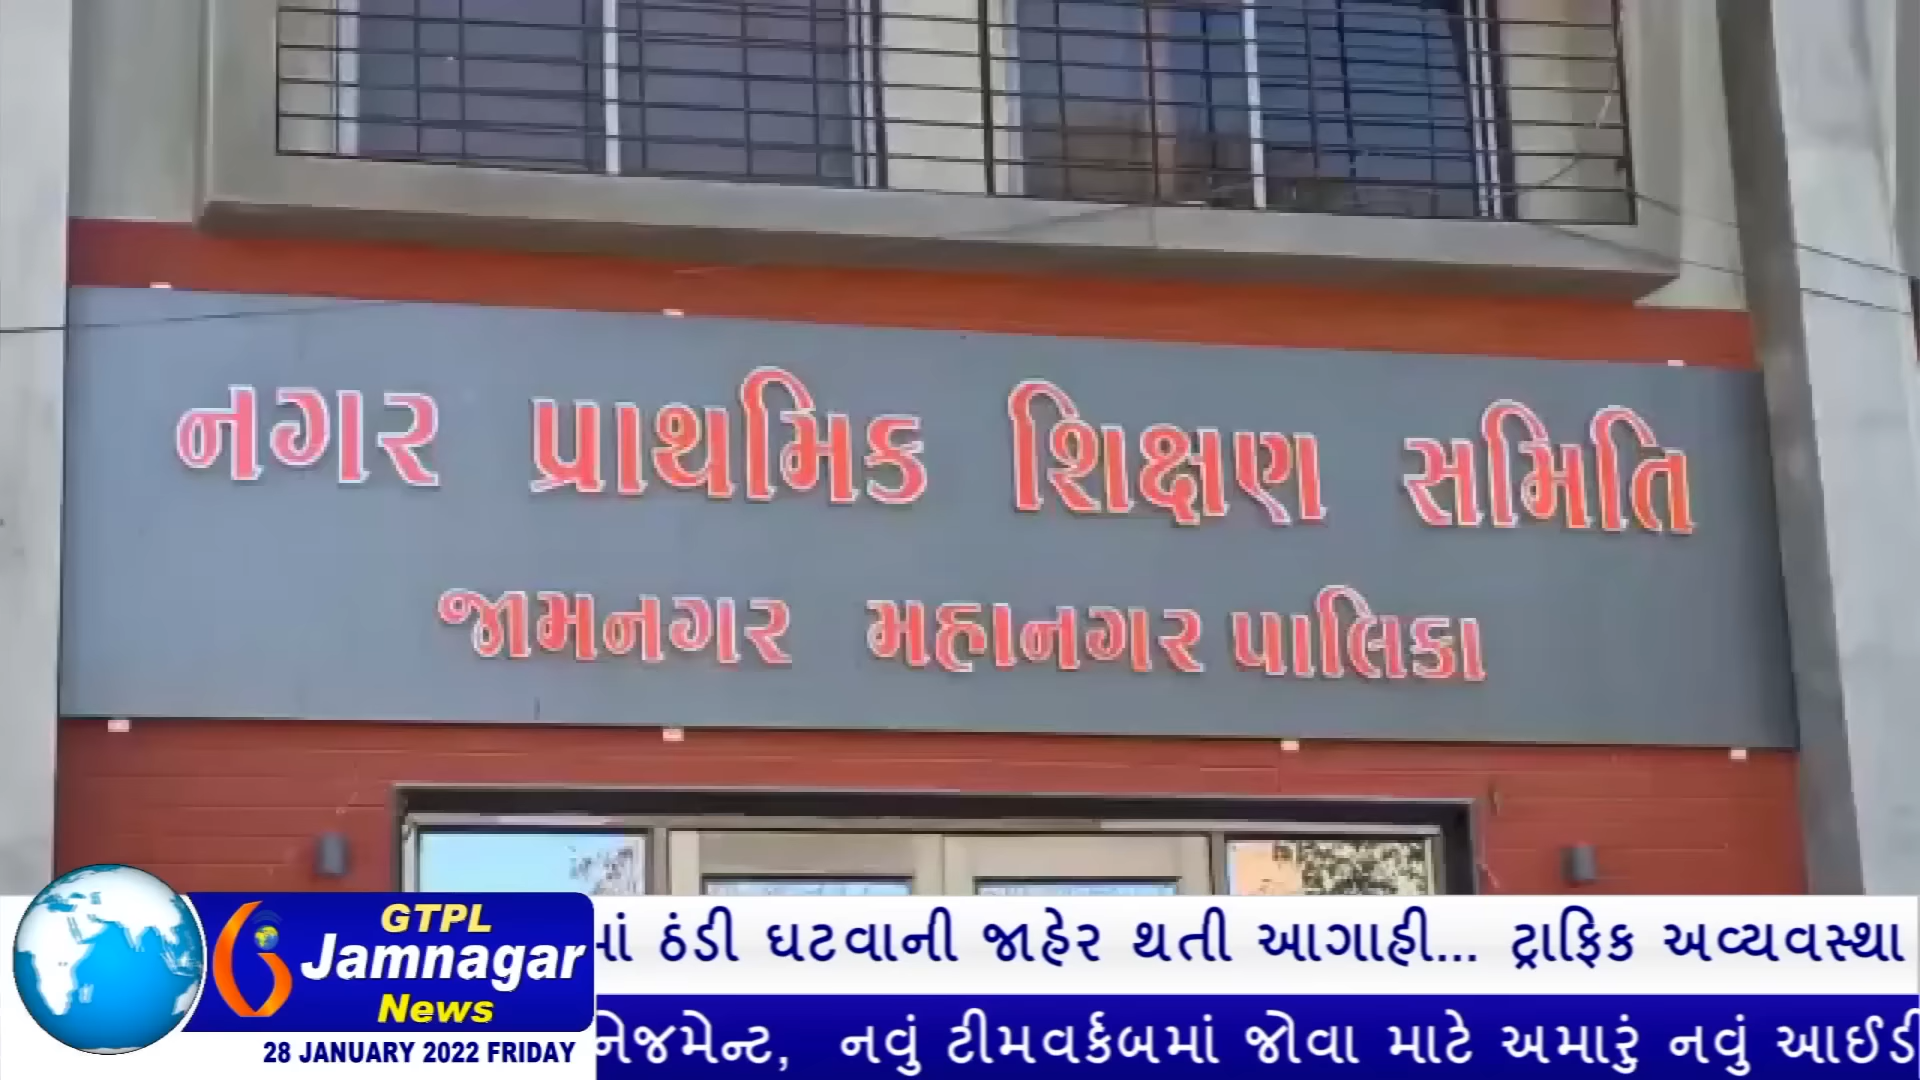 નગર પ્રાથમિક શિક્ષણ સમિતિ
જામનગર મહાનગર પાલિકા
GTPL
Jamnagar
News
28 JANUARY 2022 FRIDAY
ઠંડી ઘટવાની જાહેર થતી આગાહી... ટ્રાફિક અવ્યવસ્થા
નવું ટીમવર્કબમાં જોવા માટે અમારું નવું આઈડી